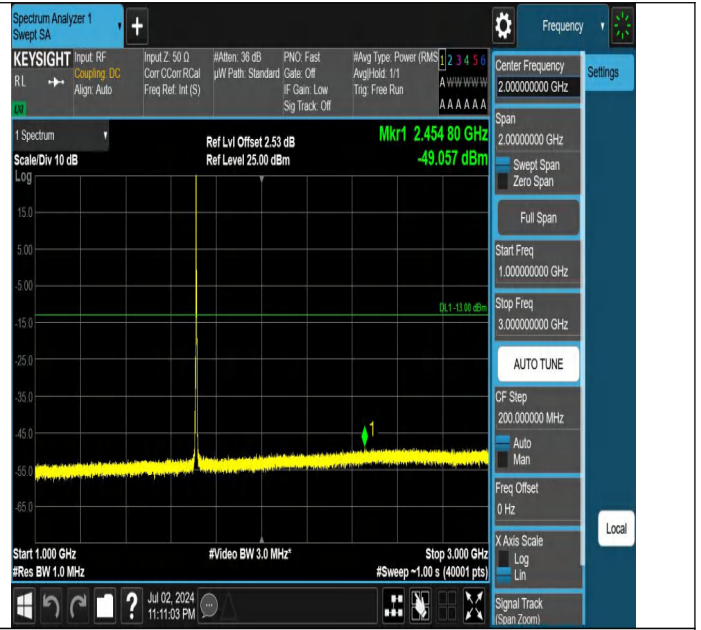 Spectrum Analyzer 1
Swept SA
Frequency
KEYSIGHT
Input: RF
Coupling: DC
Align: Auto
Input Z: 50 Ω
Corr CCorr RCal
Freq Ref: Int (S)
#Atten: 36 dB
µW Path: Standard
PNO: Fast
Gate: Off
IF Gain: Low
Sig Track: Off
#Avg Type: Power (RMS
Avg|Hold: 1/1
Trig: Free Run
1 2 3 4 5 6
A W W W W W
A A A A A A
R L
LXI
Center Frequency
2.000000000 GHz
Settings
Span
2.00000000 GHz
Swept Span
Zero Span
Full Span
Start Freq
1.000000000 GHz
Stop Freq
3.000000000 GHz
AUTO TUNE
CF Step
200.000000 MHz
Auto
Man
Freq Offset
0 Hz
X Axis Scale
Log
Lin
Signal Track
(Span Zoom)
Local
1 Spectrum
Scale/Div 10 dB
Log
Ref Lvl Offset 2.53 dB
Ref Level 25.00 dBm
Mkr1 2.454 80 GHz
-49.057 dBm
15.0
5.00
-5.00
DL1 -13.00 dBm
-15.0
-25.0
-35.0
1
-45.0
-55.0
-65.0
Start 1.000 GHz
#Res BW 1.0 MHz
#Video BW 3.0 MHz*
Stop 3.000 GHz
#Sweep ~1.00 s (40001 pts)
?
Jul 02, 2024
11:11:03 PM